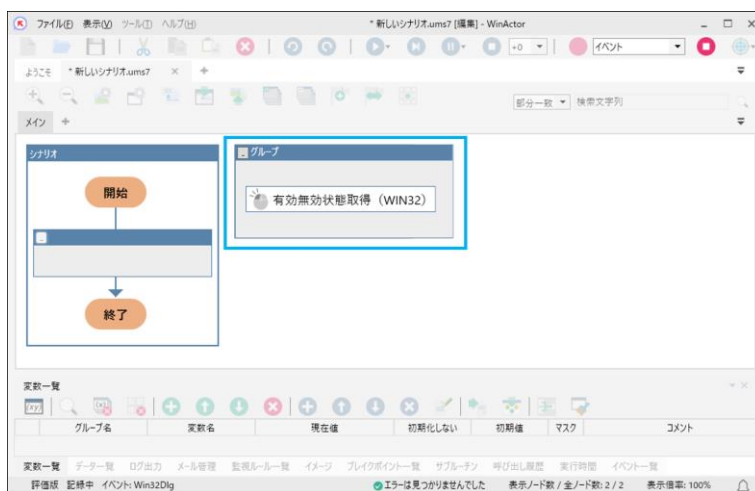 ファイル(F) 表示(V) ツール(T) ヘルプ(H) * 新しいシナリオ.ums7 [編集] - WinActor
+0 イベント
ようこそ * 新しいシナリオ.ums7 × +
部分一致 検索文字列
メイン +
シナリオ
開始
終了
グループ
有効無効状態取得（WIN32）
変数一覧
グループ名 変数名 現在値 初期化しない 初期値 マスク コメント
変数一覧 データ一覧 ログ出力 メール管理 監視ルール一覧 イメージ ブレイクポイント一覧 サブルーチン 呼び出し履歴 実行時間 イベント一覧
評価版 記録中 イベント: Win32Dlg エラーは見つかりませんでした 表示ノード数 / 全ノード数: 2 / 2 表示倍率: 100%